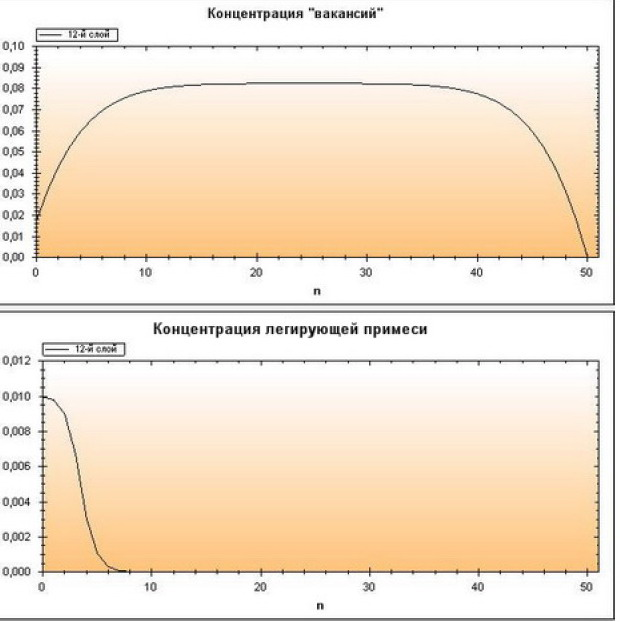 Концентрация "вакансий"
12-й слой
0,10
0,09
0,08
0,07
0,06
0,05
0,04
0,03
0,02
0,01
0,00
0 10 20 30 40 50
n
Концентрация легирующей примеси
12-й слой
0,012
0,010
0,008
0,006
0,004
0,002
0,000
0 10 20 30 40 50
n